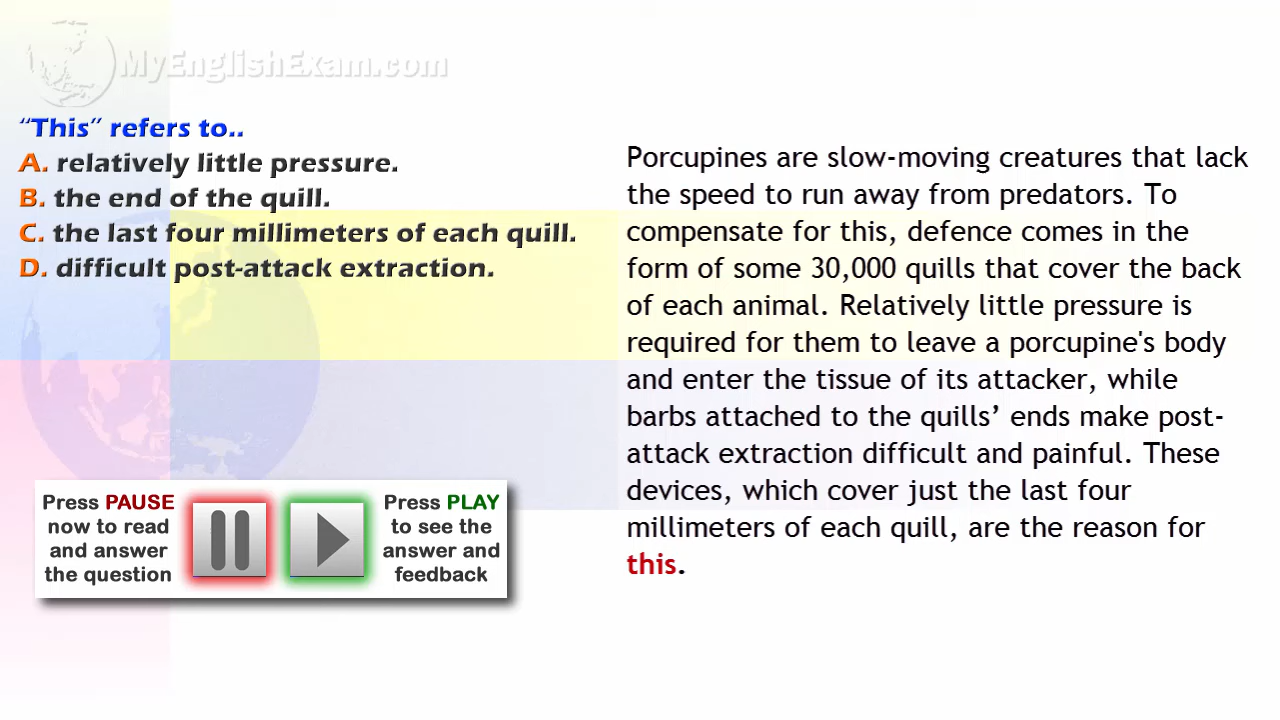 MyEnglishExam.com
“This” refers to..
A. relatively little pressure.
B. the end of the quill.
C. the last four millimeters of each quill.
D. difficult post-attack extraction.
Porcupines are slow-moving creatures that lack
the speed to run away from predators. To
compensate for this, defence comes in the
form of some 30,000 quills that cover the back
of each animal. Relatively little pressure is
required for them to leave a porcupine's body
and enter the tissue of its attacker, while
barbs attached to the quills’ ends make post-
attack extraction difficult and painful. These
devices, which cover just the last four
millimeters of each quill, are the reason for
this.
Press PAUSE
now to read
and answer
the question
Press PLAY
to see the
answer and
feedback